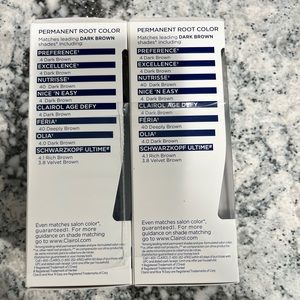 PERMANENT ROOT COLOR
Matches leading DARK BROWN
shades* including:
PREFERENCE®
4 Dark Brown
EXCELLENCE®
4 Dark Brown
NUTRISSE®
40 Dark Brown
NICE 'N EASY
4 Dark Brown
CLAIROL AGE DEFY
4 Dark Brown
FÉRIA®
40 Deeply Brown
OLIA®
4.0 Dark Brown
SCHWARZKOPF ULTIME®
4.1 Rich Brown
3.8 Velvet Brown
Even matches salon color*,
guaranteed!. For more
guidance on shade matching
go to www.Clairol.com
PERMANENT ROOT COLOR
Matches leading DARK BROWN
shades* including:
PREFERENCE®
4 Dark Brown
EXCELLENCE®
4 Dark Brown
NUTRISSE®
40 Dark Brown
NICE 'N EASY
4 Dark Brown
CLAIROL AGE DEFY
4 Dark Brown
FÉRIA®
40 Deeply Brown
OLIA®
4.0 Dark Brown
SCHWARZKOPF ULTIME®
4.1 Rich Brown
3.8 Velvet Brown
Even matches salon color*,
guaranteed!. For more
guidance on shade matching
go to www.Clairol.com